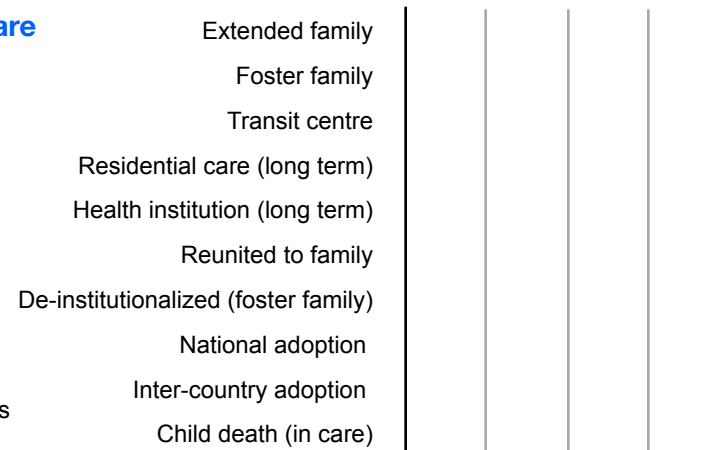 Extended family
Foster family
Transit centre
Residential care (long term)
Health institution (long term)
Reunited to family
De-institutionalized (foster family)
National adoption
Inter-country adoption
Child death (in care)